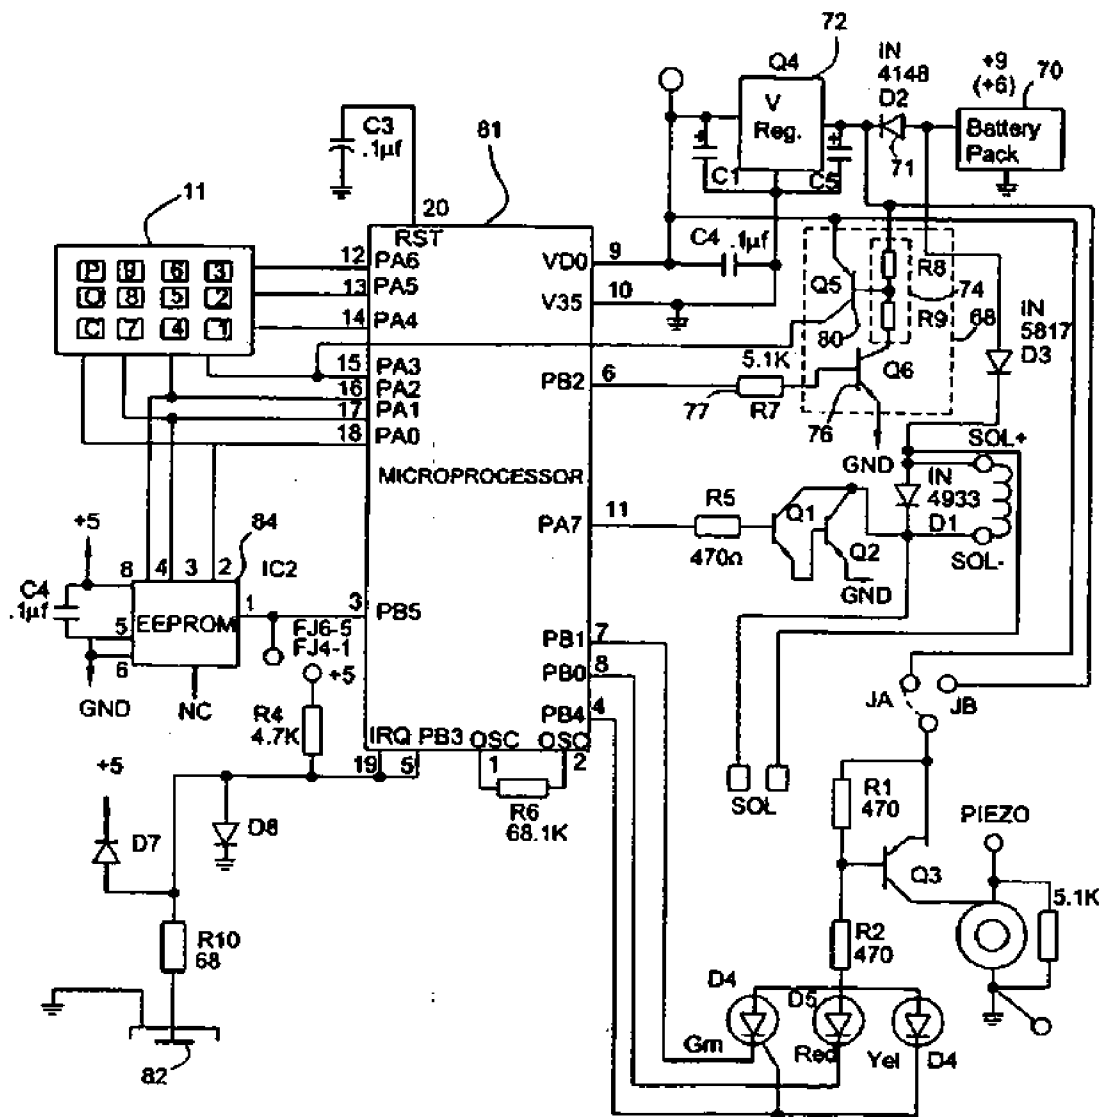 72
IN
4148
D2
+9
(+6)
70
Q4
V
Reg.
Battery
Pack
C3
.1µf
81
+
C1
+
C5
71
11
20
RST
P 9 6 3
O 8 5 2
C 7 4 1
12
PA6
13
PA5
14
PA4
15
PA3
16
PA2
17
PA1
18
PA0
VD0
9
V35
10
C4
.1µf
Q5
R8
74
R9
68
80
IN
5817
D3
PB2
6
5.1K
R7
77
Q6
76
GND
SOL+
MICROPROCESSOR
PA7
11
R5
470Ω
Q1
Q2
GND
IN
4933
D1
SOL-
+5
84
C4
.1µf
8
4
3
2
IC2
EEPROM
1
5
6
GND
NC
3
PB5
FJ6-5
FJ4-1
+5
R4
4.7K
PB1
7
PB0
8
PB4
4
IRQ
PB3
OSC
OSC
19
5
1
2
R6
68.1K
JA
JB
SOL
+5
D7
D8
R1
470
PIEZO
Q3
5.1K
R10
68
R2
470
82
D4
D5
Grn
Red
Yel
D4